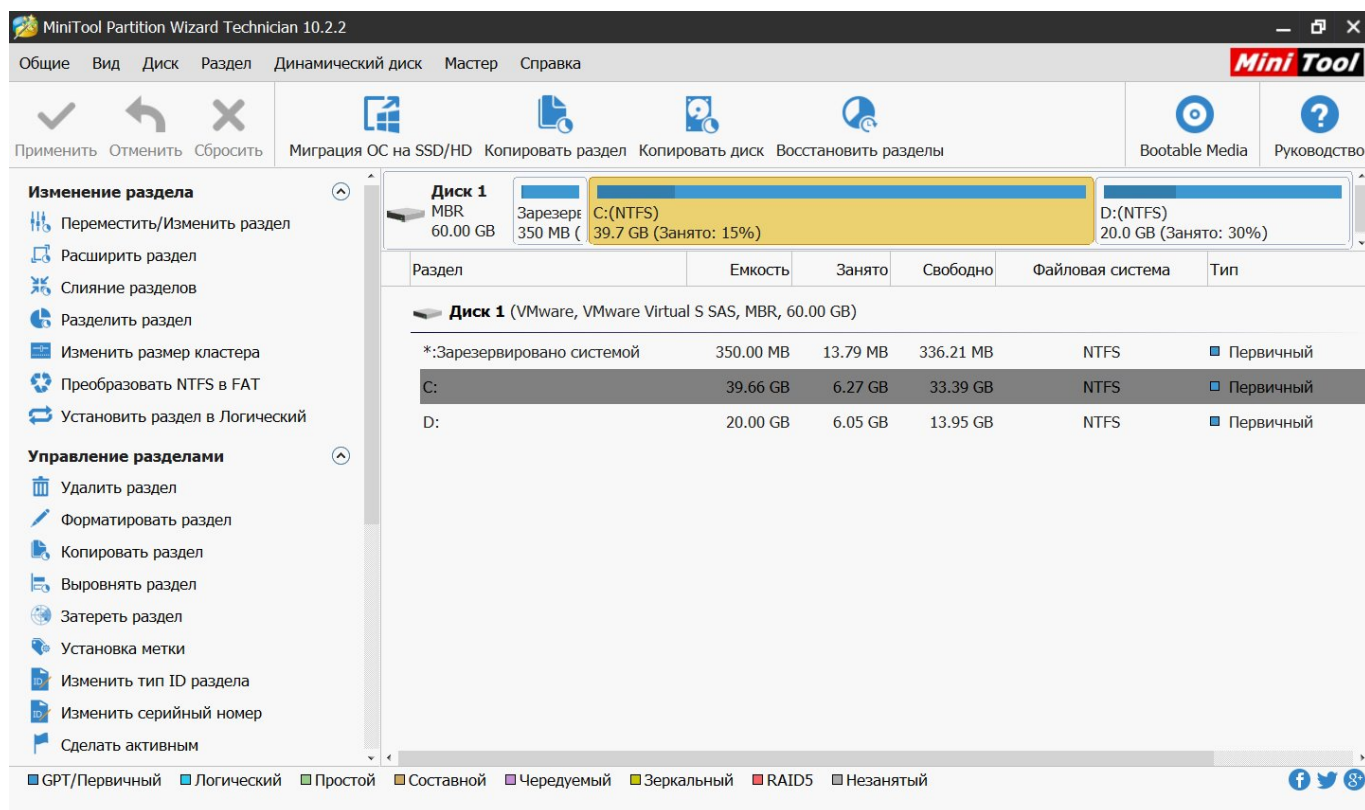 MiniTool Partition Wizard Technician 10.2.2
Общие Вид Диск Раздел Динамический диск Мастер Справка
Mini Tool
Применить Отменить Сбросить Миграция ОС на SSD/HD Копировать раздел Копировать диск Восстановить разделы Bootable Media Руководство
Изменение раздела
Переместить/Изменить раздел
Расширить раздел
Слияние разделов
Разделить раздел
Изменить размер кластера
Преобразовать NTFS в FAT
Установить раздел в Логический
Управление разделами
Удалить раздел
Форматировать раздел
Копировать раздел
Выровнять раздел
Затереть раздел
Установка метки
Изменить тип ID раздела
Изменить серийный номер
Сделать активным
Диск 1
MBR
60.00 GB
Зарезерв
350 MB (
C:(NTFS)
39.7 GB (Занято: 15%)
D:(NTFS)
20.0 GB (Занято: 30%)
Раздел Емкость Занято Свободно Файловая система Тип
Диск 1 (VMware, VMware Virtual S SAS, MBR, 60.00 GB)
*:Зарезервировано системой 350.00 MB 13.79 MB 336.21 MB NTFS Первичный
C: 39.66 GB 6.27 GB 33.39 GB NTFS Первичный
D: 20.00 GB 6.05 GB 13.95 GB NTFS Первичный
GPT/Первичный Логический Простой Составной Чередуемый Зеркальный RAID5 Незанятый